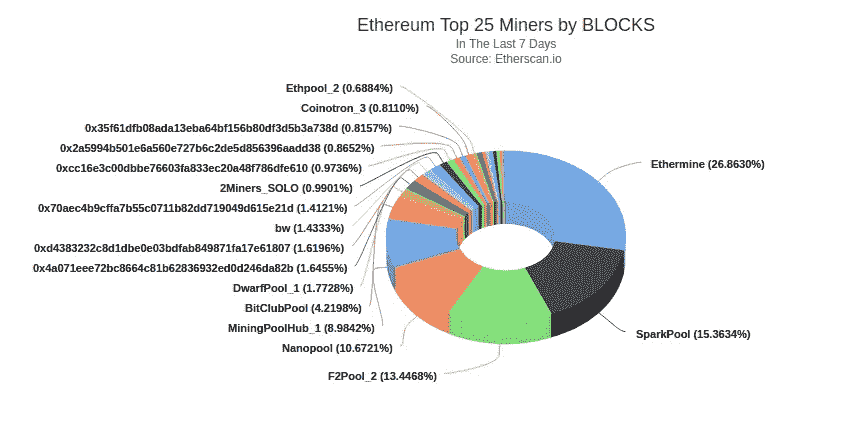 Ethereum Top 25 Miners by BLOCKS
In The Last 7 Days
Source: Etherscan.io
Ethpool_2 (0.6884%)
Coinotron_3 (0.8110%)
0x35f61dfb08ada13eba64bf156b80df3d5b3a738d (0.8157%)
0x2a5994b501e6a560e727b6c2de5d856396aadd38 (0.8652%)
0xcc16e3c00dbbe76603fa833ec20a48f786dfe610 (0.9736%)
2Miners_SOLO (0.9901%)
0x70aec4b9cffa7b55c0711b82dd719049d615e21d (1.4121%)
bw (1.4333%)
0xd4383232c8d1dbe0e03bdfab849871fa17e61807 (1.6196%)
0x4a071eee72bc8664c81b62836932ed0d246da82b (1.6455%)
DwarfPool_1 (1.7728%)
BitClubPool (4.2198%)
MiningPoolHub_1 (8.9842%)
Nanopool (10.6721%)
F2Pool_2 (13.4468%)
Ethermine (26.8630%)
SparkPool (15.3634%)